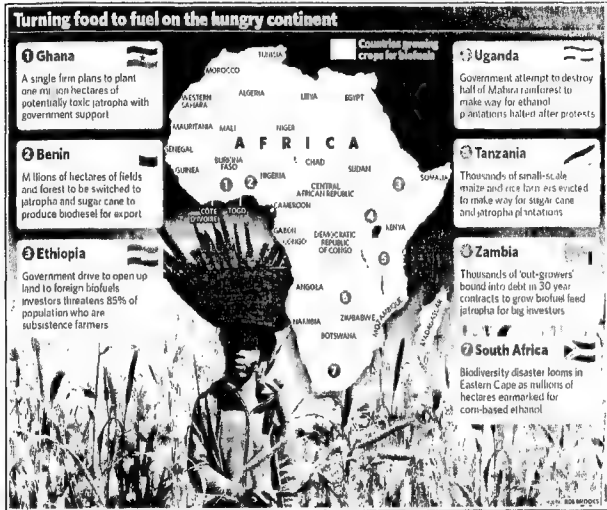 Turning food to fuel on the hungry continent
1 Ghana
A single firm plans to plant
one million hectares of
potentially toxic jatropha with
government support
2 Benin
Millions of hectares of fields
and forest to be switched to
jatropha and sugar cane to
produce biodiesel for export
3 Ethiopia
Government drive to open up
land to foreign biofuels
investors threatens 85% of
population who are
subsistence farmers
Countries growing
crops for biofuels
TUNISIA
MOROCCO
ALGERIA
LIBYA
EGYPT
WESTERN
SAHARA
MAURITANIA
MALI
NIGER
AFRICA
SENEGAL
BURKINA
FASO
CHAD
SUDAN
GUINEA
1
2
NIGERIA
3
SOMALIA
CENTRAL
AFRICAN REPUBLIC
CÔTE
D'IVOIRE
TOGO
CAMEROON
4
GABON
CONGO
DEMOCRATIC
REPUBLIC
OF CONGO
KENYA
5
ANGOLA
6
ZIMBABWE
MOZAMBIQUE
MADAGASCAR
NAMIBIA
BOTSWANA
7
Uganda
Government attempt to destroy
half of Mabira rainforest to
make way for ethanol
plantations halted after protests
Tanzania
Thousands of small-scale
maize and rice farmers evicted
to make way for sugar cane
and jatropha plantations
Zambia
Thousands of 'out-growers'
bound into debt in 30 year
contracts to grow biofuel feed
jatropha for big investors
7 South Africa
Biodiversity disaster looms in
Eastern Cape as millions of
hectares earmarked for
corn-based ethanol
ROB BROOKS